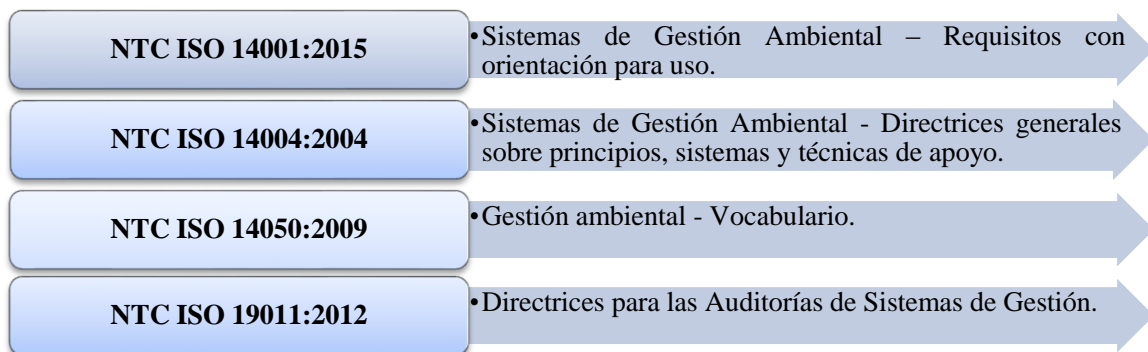 NTC ISO 14001:2015
•Sistemas de Gestión Ambiental – Requisitos con
orientación para uso.
NTC ISO 14004:2004
•Sistemas de Gestión Ambiental - Directrices generales
sobre principios, sistemas y técnicas de apoyo.
NTC ISO 14050:2009
•Gestión ambiental - Vocabulario.
NTC ISO 19011:2012
•Directrices para las Auditorías de Sistemas de Gestión.